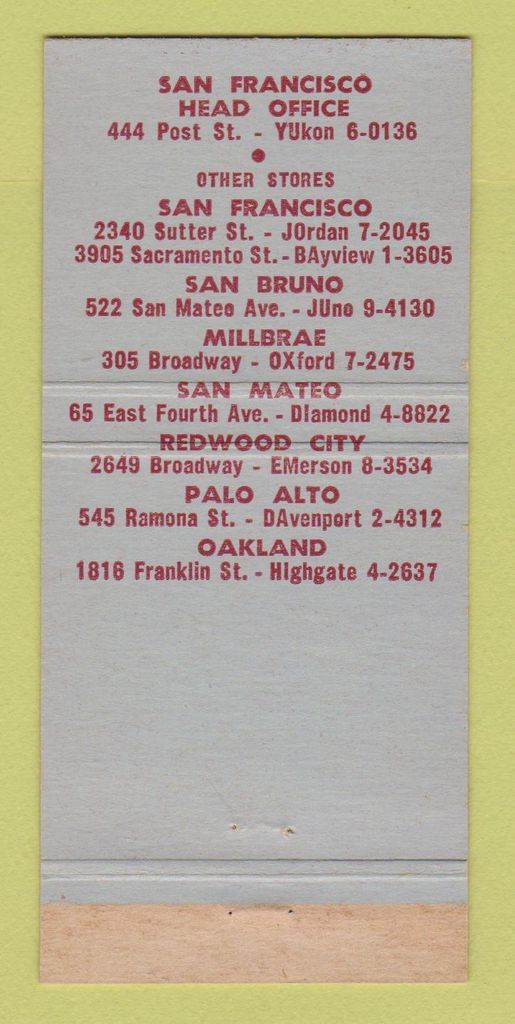 SAN FRANCISCO
HEAD OFFICE
444 Post St. - YUkon 6-0136
OTHER STORES
SAN FRANCISCO
2340 Sutter St. - JOrdan 7-2045
3905 Sacramento St. - BAyview 1-3605
SAN BRUNO
522 San Mateo Ave. - JUno 9-4130
MILLBRAE
305 Broadway - OXford 7-2475
SAN MATEO
65 East Fourth Ave. - DIamond 4-8822
REDWOOD CITY
2649 Broadway - EMerson 8-3534
PALO ALTO
545 Ramona St. - DAvenport 2-4312
OAKLAND
1816 Franklin St. - HIghgate 4-2637